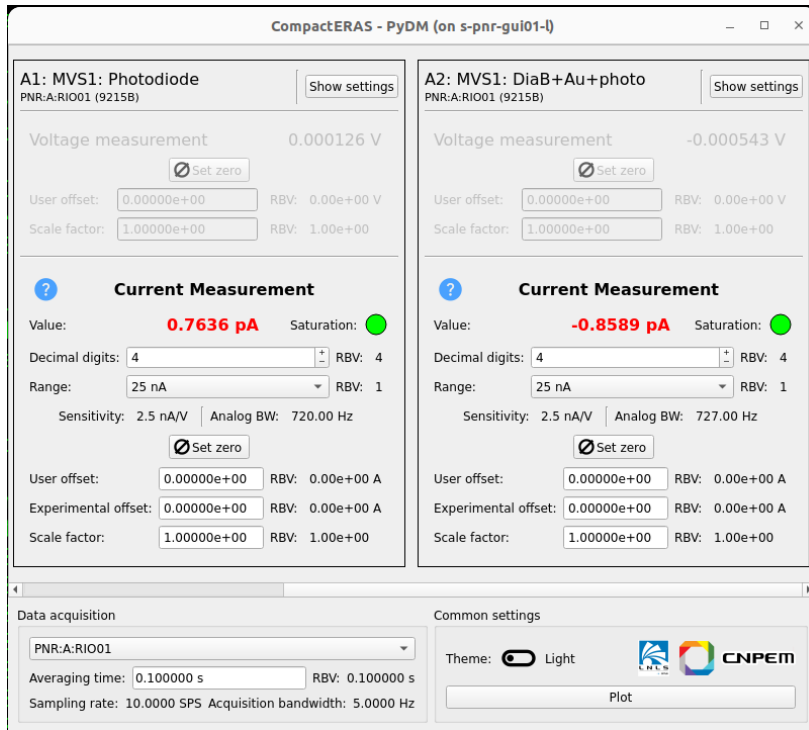 CompactERAS - PyDM (on s-pnr-gui01-l)
A1: MVS1: Photodiode
PNR:A:RIO01 (9215B)
Show settings
Voltage measurement 0.000126 V
Set zero
User offset: 0.00000e+00 RBV: 0.00e+00 V
Scale factor: 1.00000e+00 RBV: 1.00e+00
? Current Measurement
Value: 0.7636 pA Saturation:
Decimal digits: 4 RBV: 4
Range: 25 nA RBV: 1
Sensitivity: 2.5 nA/V Analog BW: 720.00 Hz
Set zero
User offset: 0.00000e+00 RBV: 0.00e+00 A
Experimental offset: 0.00000e+00 RBV: 0.00e+00 A
Scale factor: 1.00000e+00 RBV: 1.00e+00
A2: MVS1: DiaB+Au+photo
PNR:A:RIO01 (9215B)
Show settings
Voltage measurement -0.000543 V
Set zero
User offset: 0.00000e+00 RBV: 0.00e+00 V
Scale factor: 1.00000e+00 RBV: 1.00e+00
? Current Measurement
Value: -0.8589 pA Saturation:
Decimal digits: 4 RBV: 4
Range: 25 nA RBV: 1
Sensitivity: 2.5 nA/V Analog BW: 727.00 Hz
Set zero
User offset: 0.00000e+00 RBV: 0.00e+00 A
Experimental offset: 0.00000e+00 RBV: 0.00e+00 A
Scale factor: 1.00000e+00 RBV: 1.00e+00
Data acquisition
PNR:A:RIO01
Averaging time: 0.100000 s RBV: 0.100000 s
Sampling rate: 10.0000 SPS Acquisition bandwidth: 5.0000 Hz
Common settings
Theme: Light
LNLS
CNPEM
Plot